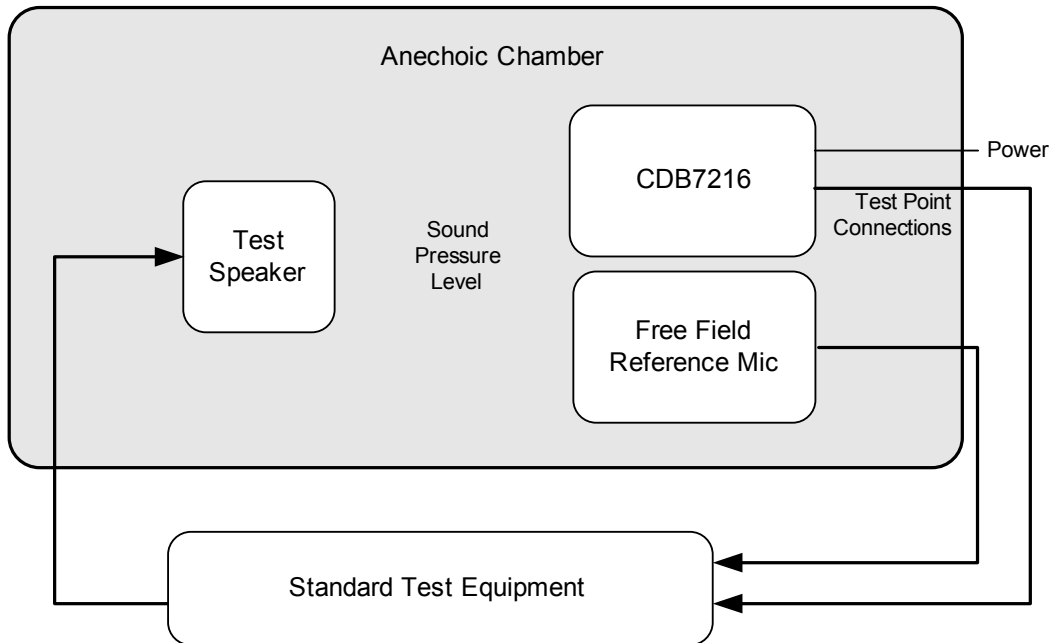 Anechoic Chamber
CDB7216
Power
Test Point
Connections
Test
Speaker
Sound
Pressure
Level
Free Field
Reference Mic
Standard Test Equipment